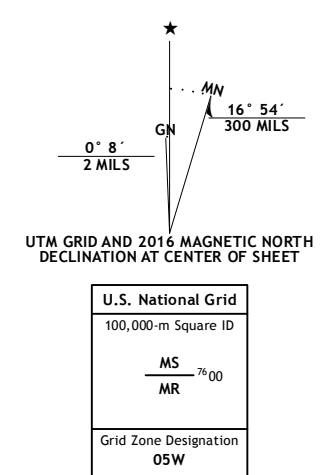 ★
MN
GN
16° 54´
300 MILS
0° 8´
2 MILS
UTM GRID AND 2016 MAGNETIC NORTH
DECLINATION AT CENTER OF SHEET
U.S. National Grid
100,000-m Square ID
MS
7600
MR
Grid Zone Designation
05W